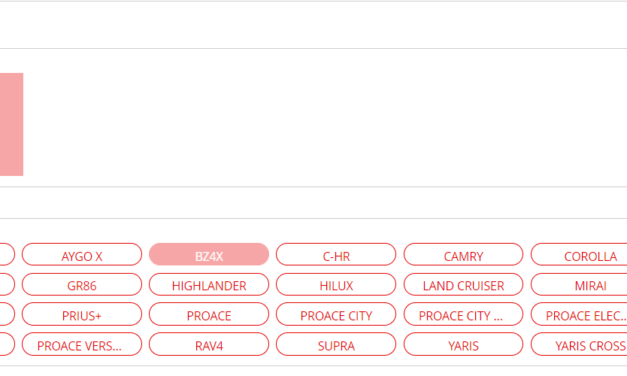 AYGO X BZ4X C-HR CAMRY COROLLA
GR86 HIGHLANDER HILUX LAND CRUISER MIRAI
PRIUS+ PROACE PROACE CITY PROACE CITY ... PROACE ELEC...
PROACE VERS... RAV4 SUPRA YARIS YARIS CROSS